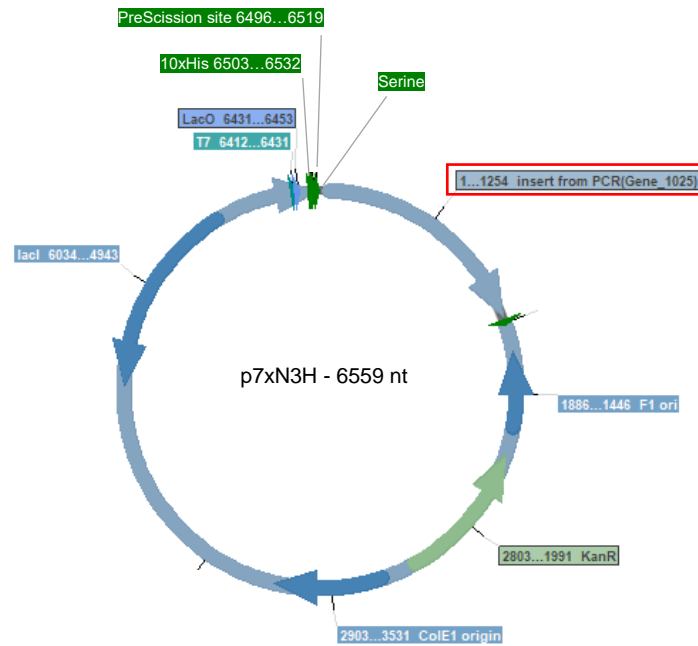 PreScission site 6496...6519
10xHis 6503...6532
Serine
LacO 6431...6453
T7 6412...6431
1...1254 insert from PCR(Gene_1025)
lacI 6034...4943
p7xN3H - 6559 nt
1886...1446 F1 ori
2803...1991 KanR
2903...3531 ColE1 origin